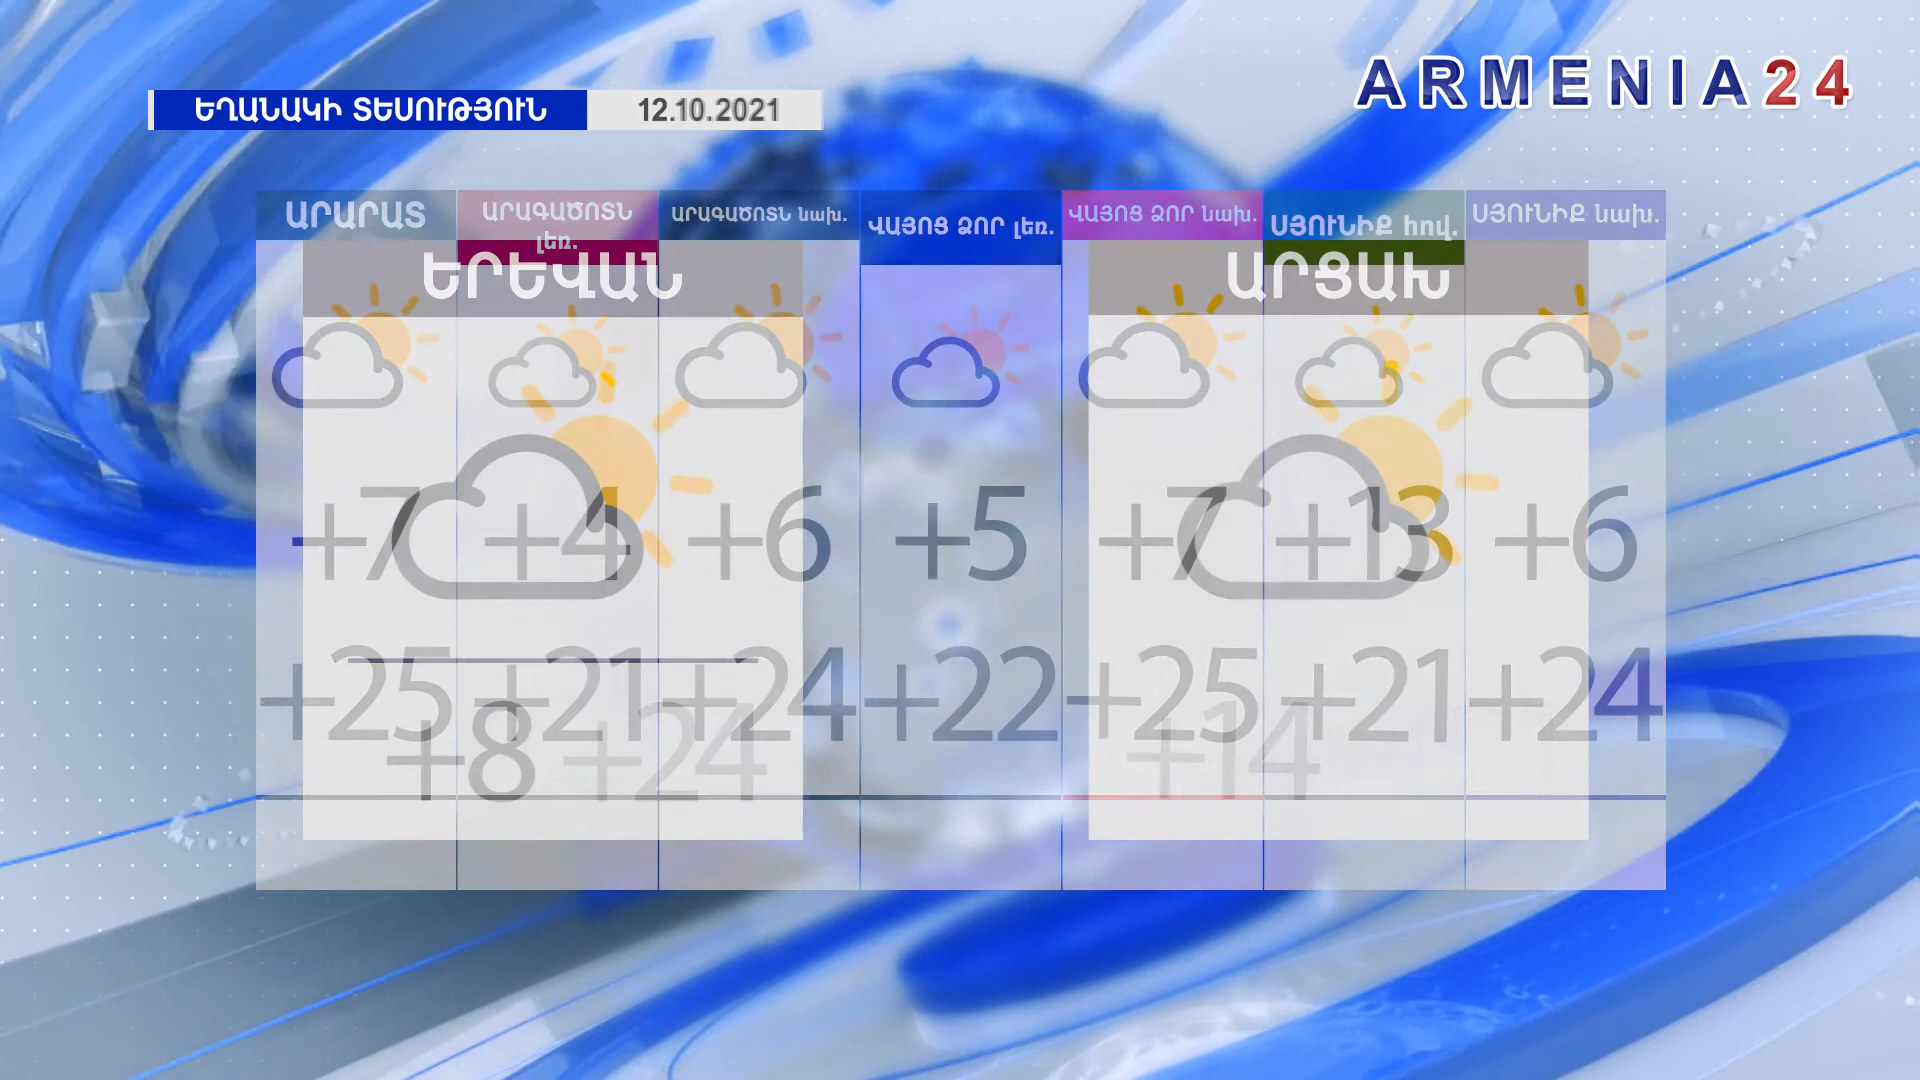 ARMENIA24
ԵՂԱՆԱԿԻ ՏԵՍՈՒԹՅՈՒՆ 12.10.2021
ԱՐԱՐԱՏ
ԱՐԱԳԱԾՈՏՆ
լեռ.
ԱՐԱԳԱԾՈՏՆ նախ.
ՎԱՅՈՑ ՁՈՐ լեռ.
ՎԱՅՈՑ ՁՈՐ նախ.
ՍՅՈՒՆԻՔ հով.
ՍՅՈՒՆԻՔ նախ.
ԵՐԵՎԱՆ
ԱՐՑԱԽ
+7 +4 +6 +5 +7 +13 +6
+25 +21 +24 +22 +25 +21 +24
+8 +24 +14